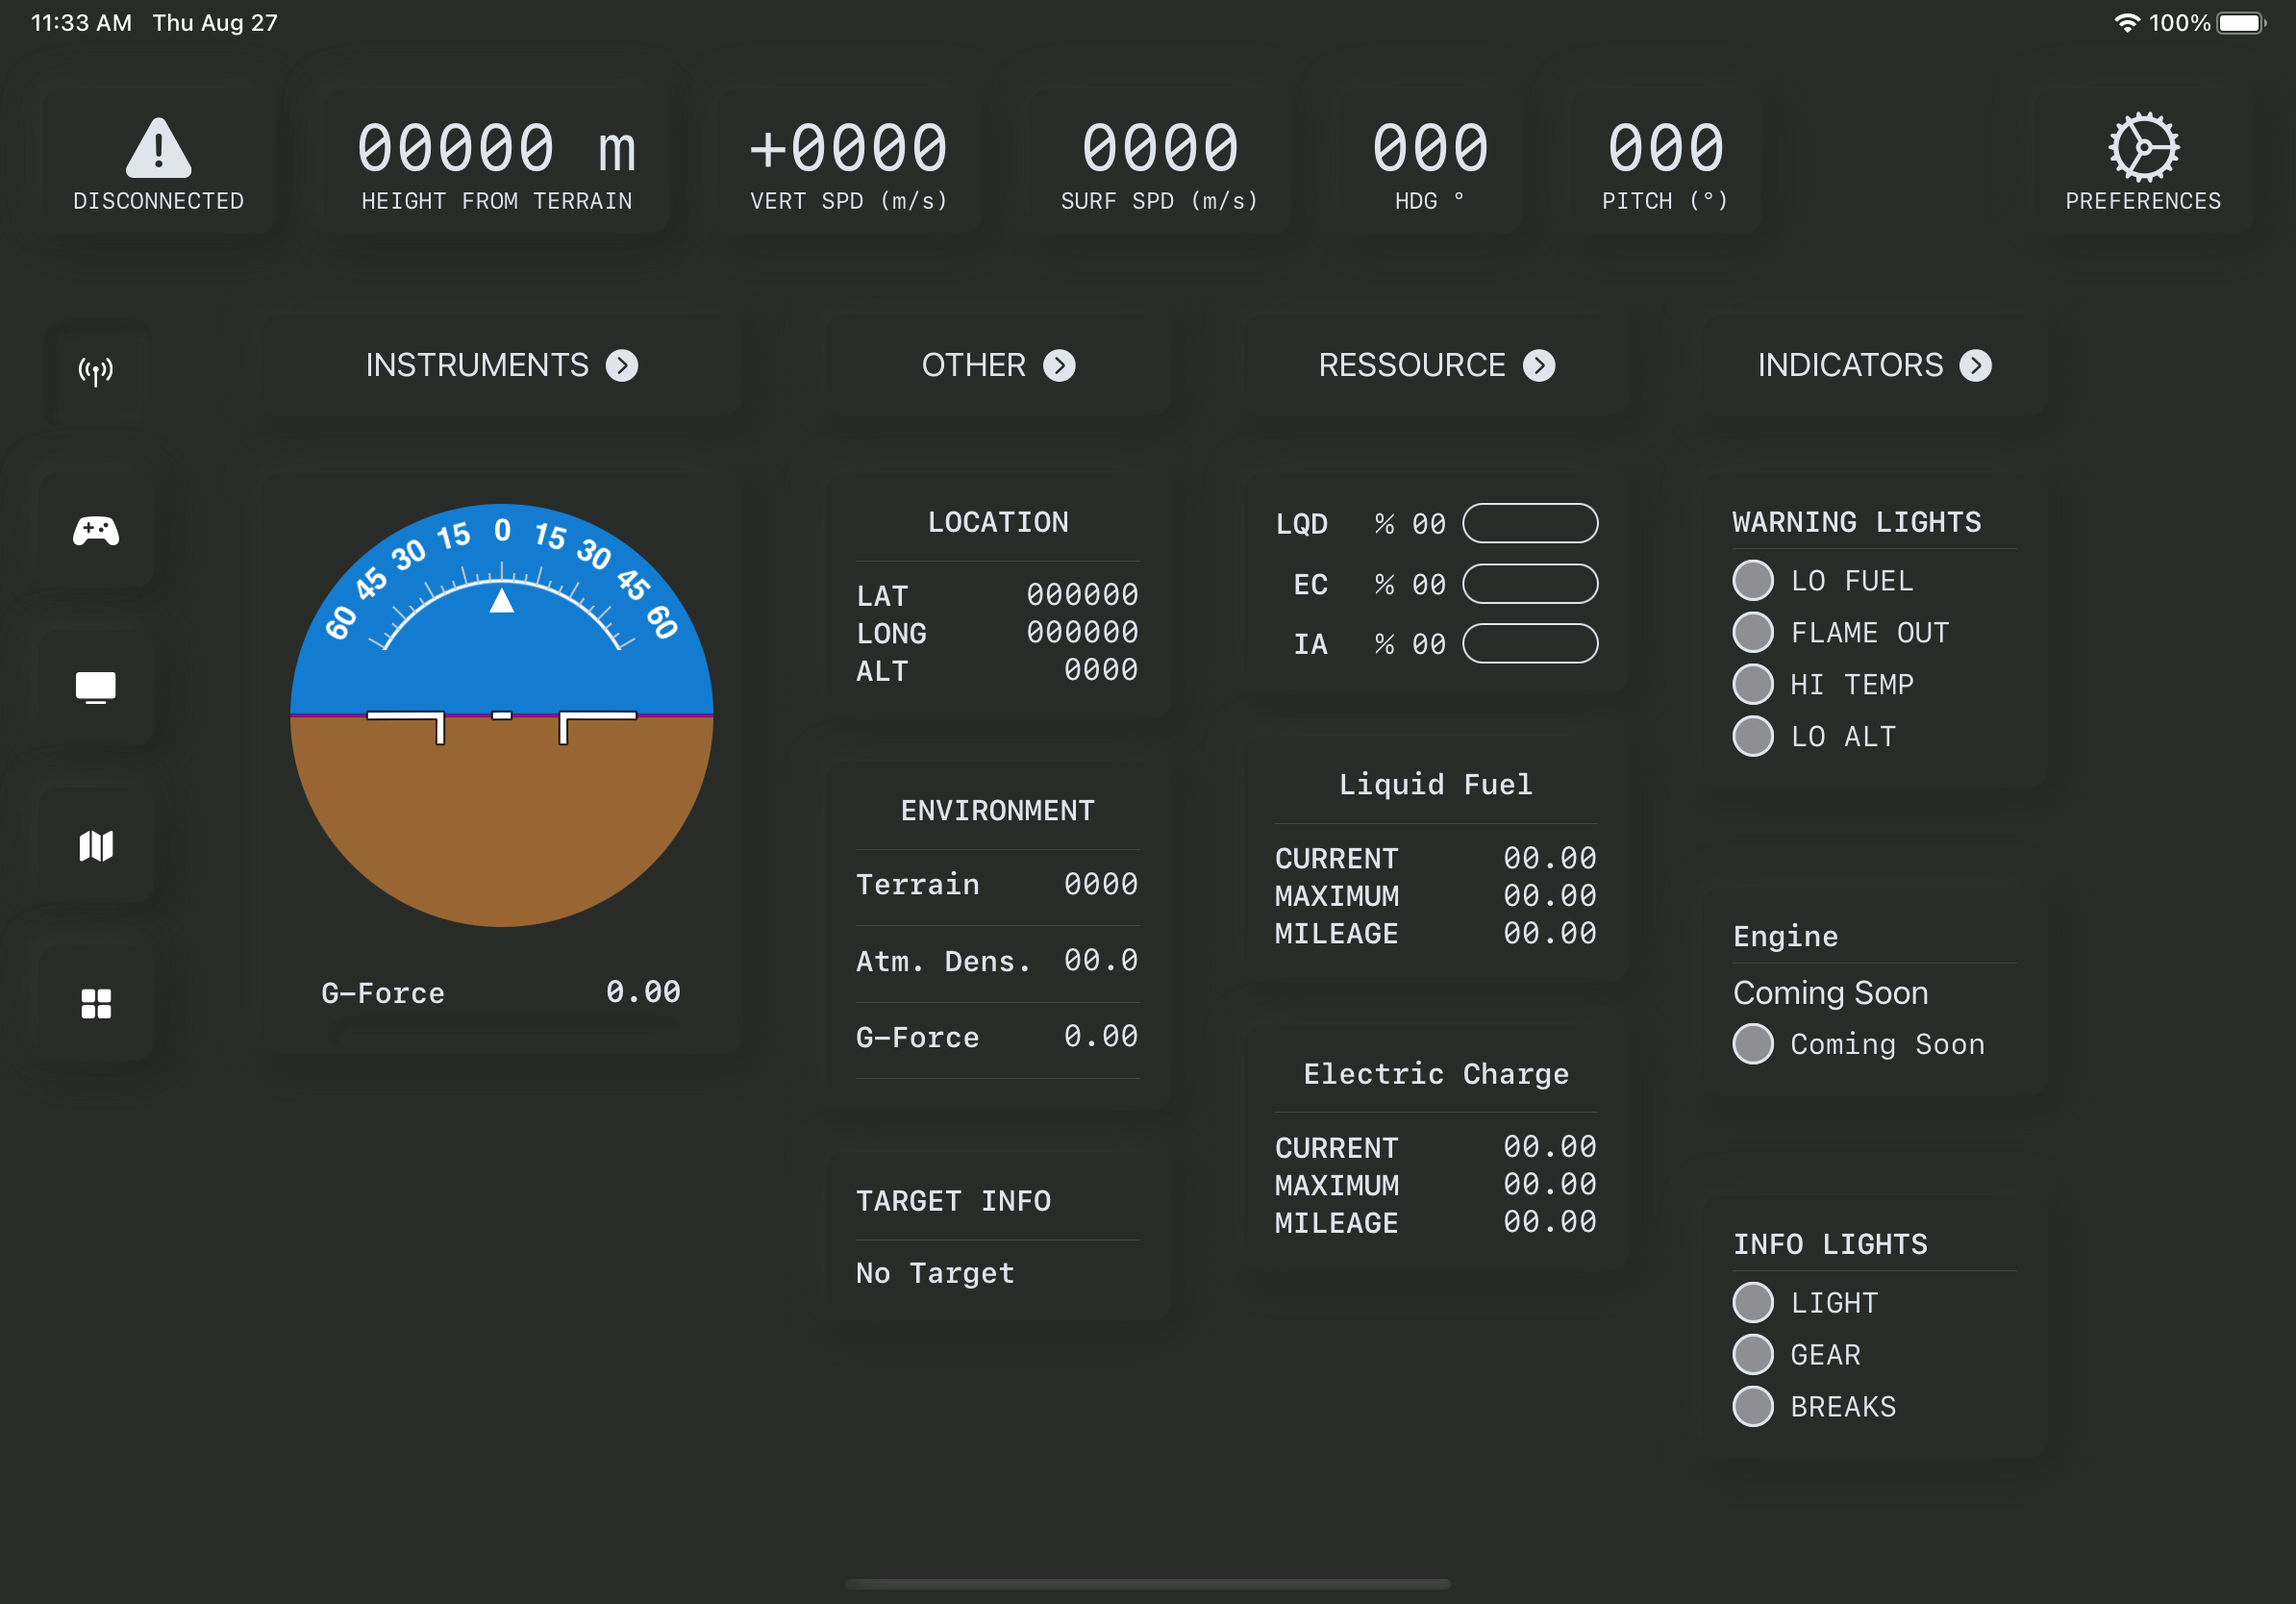 11:33 AM Thu Aug 27
100%
DISCONNECTED
00000 m
HEIGHT FROM TERRAIN
+0000
VERT SPD (m/s)
0000
SURF SPD (m/s)
000
HDG °
000
PITCH (°)
PREFERENCES
INSTRUMENTS
60 45 30 15 0 15 30 45 60
G-Force 0.00
OTHER
LOCATION
LAT 000000
LONG 000000
ALT 0000
ENVIRONMENT
Terrain 0000
Atm. Dens. 00.0
G-Force 0.00
TARGET INFO
No Target
RESSOURCE
LQD % 00
EC % 00
IA % 00
Liquid Fuel
CURRENT 00.00
MAXIMUM 00.00
MILEAGE 00.00
Electric Charge
CURRENT 00.00
MAXIMUM 00.00
MILEAGE 00.00
INDICATORS
WARNING LIGHTS
LO FUEL
FLAME OUT
HI TEMP
LO ALT
Engine
Coming Soon
Coming Soon
INFO LIGHTS
LIGHT
GEAR
BREAKS